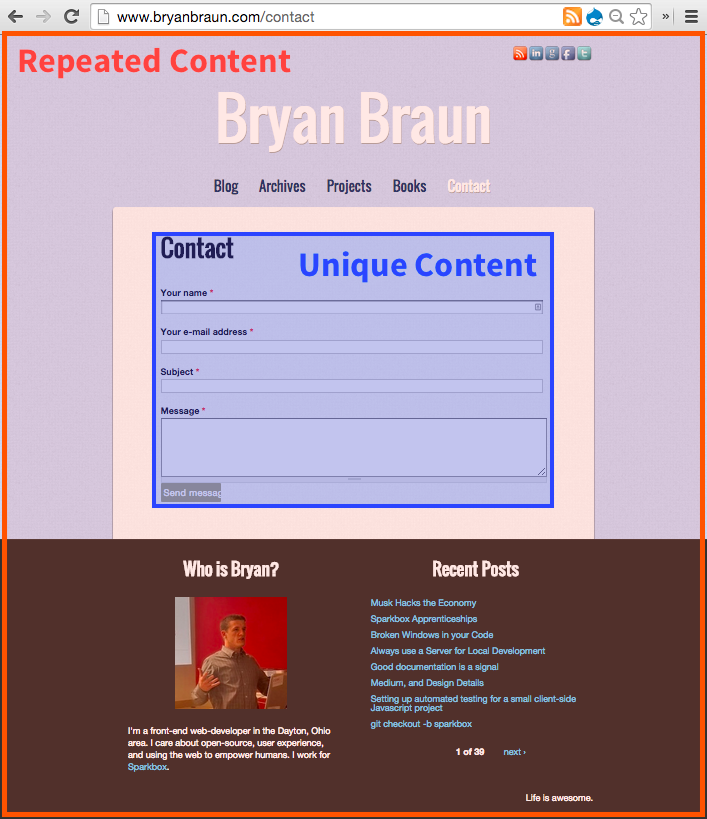 www.bryanbraun.com/contact
Repeated Content
Bryan Braun
Blog Archives Projects Books Contact
Contact
Unique Content
Your name *
Your e-mail address *
Subject *
Message *
Send messag
Who is Bryan?
I'm a front-end web-developer in the Dayton, Ohio
area. I care about open-source, user experience,
and using the web to empower humans. I work for
Sparkbox.
Recent Posts
Musk Hacks the Economy
Sparkbox Apprenticeships
Broken Windows in your Code
Always use a Server for Local Development
Good documentation is a signal
Medium, and Design Details
Setting up automated testing for a small client-side
Javascript project
git checkout -b sparkbox
1 of 39 next ›
Life is awesome.